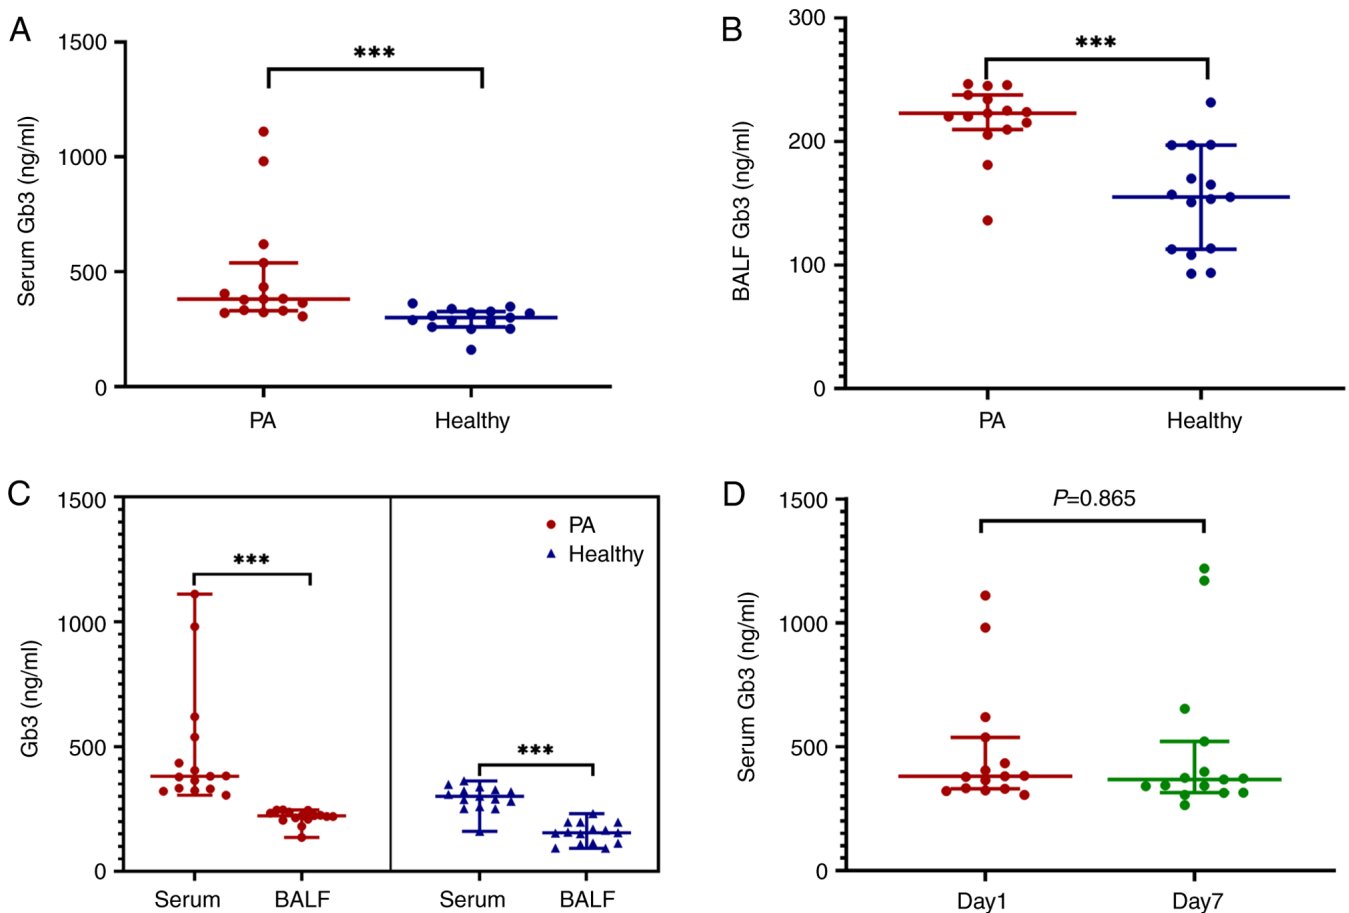 A
1500
1000
500
0
Serum Gb3 (ng/ml)
***
PA
Healthy
B
300
200
100
0
BALF Gb3 (ng/ml)
***
PA
Healthy
C
1500
1000
500
0
Gb3 (ng/ml)
***
***
PA
Healthy
Serum
BALF
Serum
BALF
D
1500
1000
500
0
Serum Gb3 (ng/ml)
P=0.865
Day1
Day7